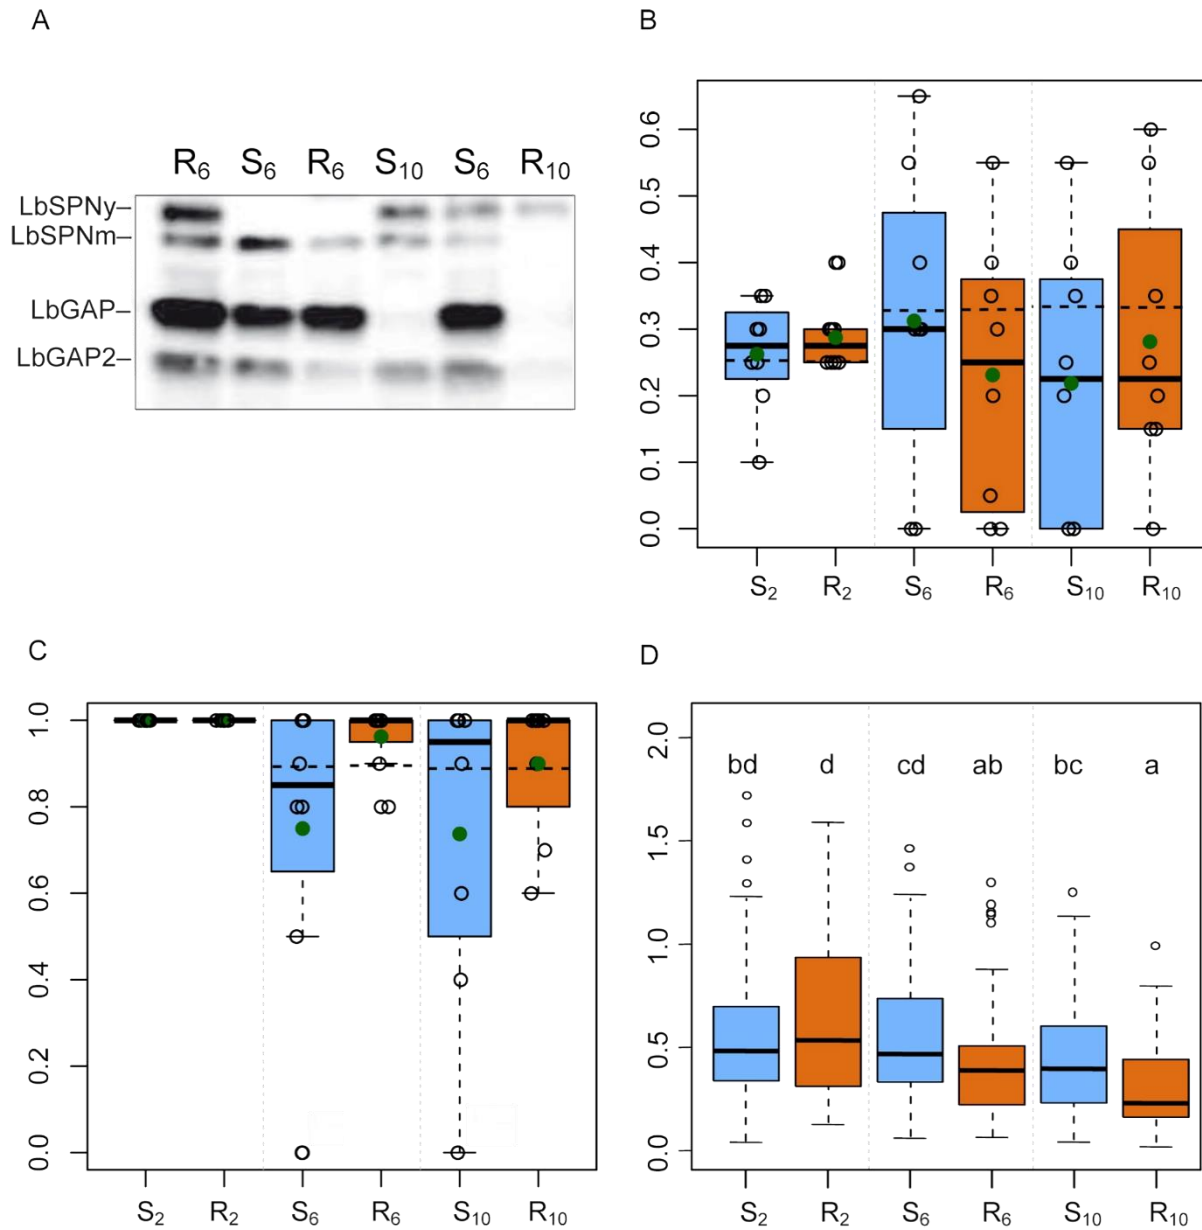 A
R₆ S₆ R₆ S₁₀ S₆ R₁₀
LbSPNy–
LbSPNm–
LbGAP–
LbGAP2–
B
0.6
0.5
0.4
0.3
0.2
0.1
0.0
S₂ R₂ S₆ R₆ S₁₀ R₁₀
C
1.0
0.8
0.6
0.4
0.2
0.0
S₂ R₂ S₆ R₆ S₁₀ R₁₀
D
2.0
bd d cd ab bc a
1.5
1.0
0.5
0.0
S₂ R₂ S₆ R₆ S₁₀ R₁₀